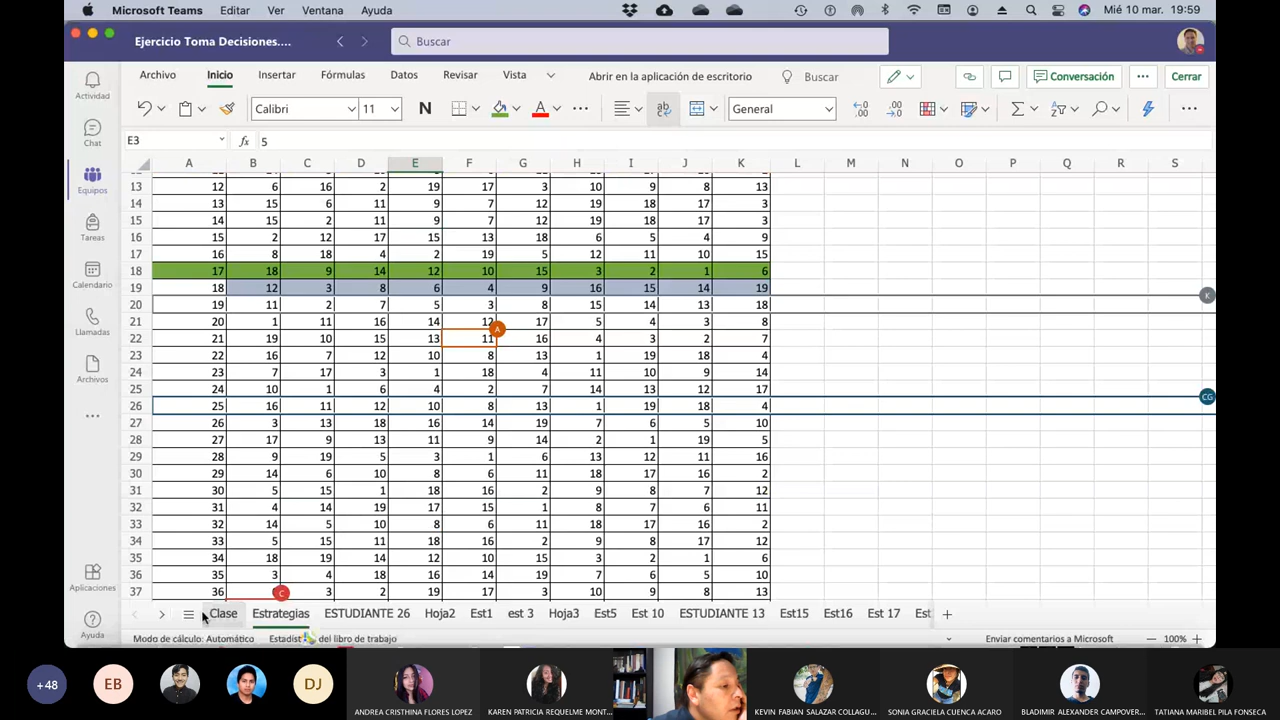 Microsoft Teams Editar Ver Ventana Ayuda Mié 10 mar. 19:59
Ejercicio Toma Decisiones.... Buscar
Archivo Inicio Insertar Fórmulas Datos Revisar Vista Abrir en la aplicación de escritorio Buscar Conversación ... Cerrar
Calibri 11 N A General
E3 fx 5
A B C D E F G H I J K L M N O P Q R S
13 12 6 16 2 19 17 3 10 9 8 13
14 13 15 6 11 9 7 12 19 18 17 3
15 14 15 2 11 9 7 12 19 18 17 3
16 15 2 12 17 15 13 18 6 5 4 9
17 16 8 18 4 2 19 5 12 11 10 15
18 17 18 9 14 12 10 15 3 2 1 6
19 18 12 3 8 6 4 9 16 15 14 19
K
20 19 11 2 7 5 3 8 15 14 13 18
21 20 1 11 16 14 12 17 5 4 3 8
A
22 21 19 10 15 13 11 16 4 3 2 7
23 22 16 7 12 10 8 13 1 19 18 4
24 23 7 17 3 1 18 4 11 10 9 14
25 24 10 1 6 4 2 7 14 13 12 17
CG
26 25 16 11 12 10 8 13 1 19 18 4
27 26 3 13 18 16 14 19 7 6 5 10
28 27 17 9 13 11 9 14 2 1 19 5
29 28 9 19 5 3 1 6 13 12 11 16
30 29 14 6 10 8 6 11 18 17 16 2
31 30 5 15 1 18 16 2 9 8 7 12
32 31 4 14 19 17 15 1 8 7 6 11
33 32 14 5 10 8 6 11 18 17 16 2
34 33 5 15 11 18 16 2 9 8 17 12
35 34 18 19 14 12 10 15 3 2 1 6
36 35 3 4 18 16 14 19 7 6 5 10
37 36 3 2 19 17 3 10 9 8 13
C
Actividad
Chat
Equipos
Tareas
Calendario
Llamadas
Archivos
...
Aplicaciones
Ayuda
Clase Estrategias ESTUDIANTE 26 Hoja2 Est1 est 3 Hoja3 Est5 Est 10 ESTUDIANTE 13 Est15 Est16 Est 17 Est
Modo de cálculo: Automático Estadíst del libro de trabajo Enviar comentarios a Microsoft 100%
+48 EB DJ
ANDREA CRISTHINA FLORES LOPEZ KAREN PATRICIA REQUELME MONT... KEVIN FABIAN SALAZAR COLLAGU... SONIA GRACIELA CUENCA ACARO BLADIMIR ALEXANDER CAMPOVER... TATIANA MARIBEL PILA FONSECA